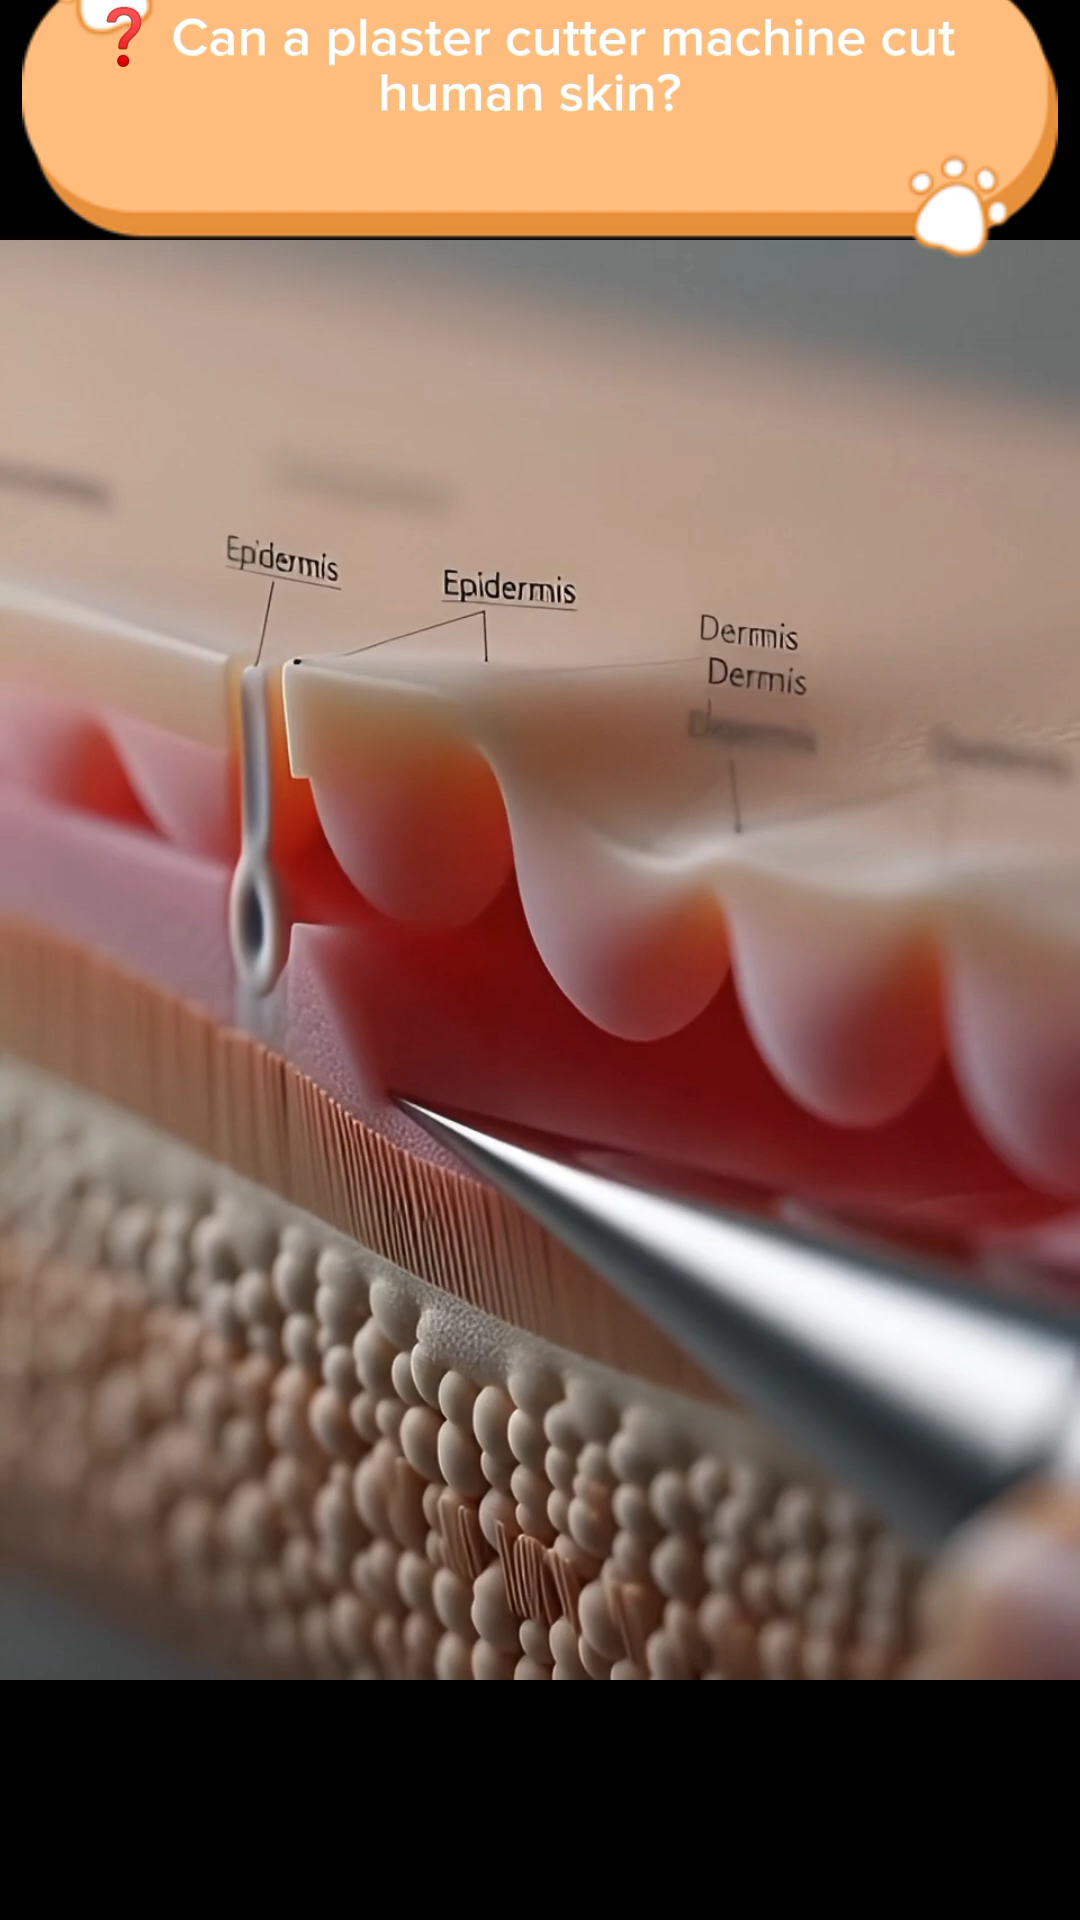 ❓ Can a plaster cutter machine cut
human skin?
Epidermis
Epidermis
Dermis
Dermis